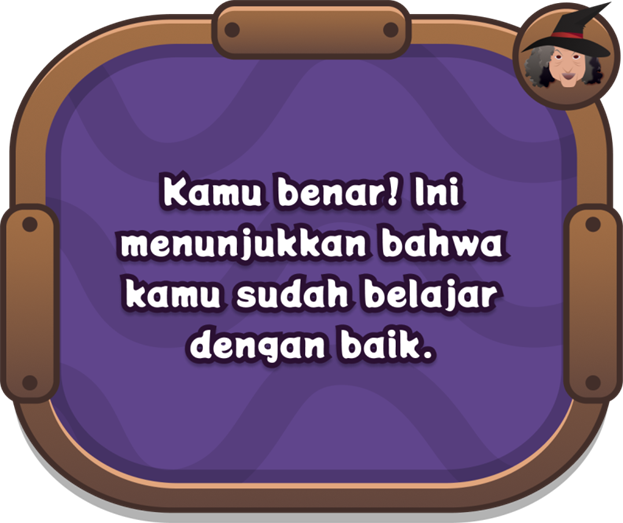 Kamu benar! Ini
menunjukkan bahwa
kamu sudah belajar
dengan baik.